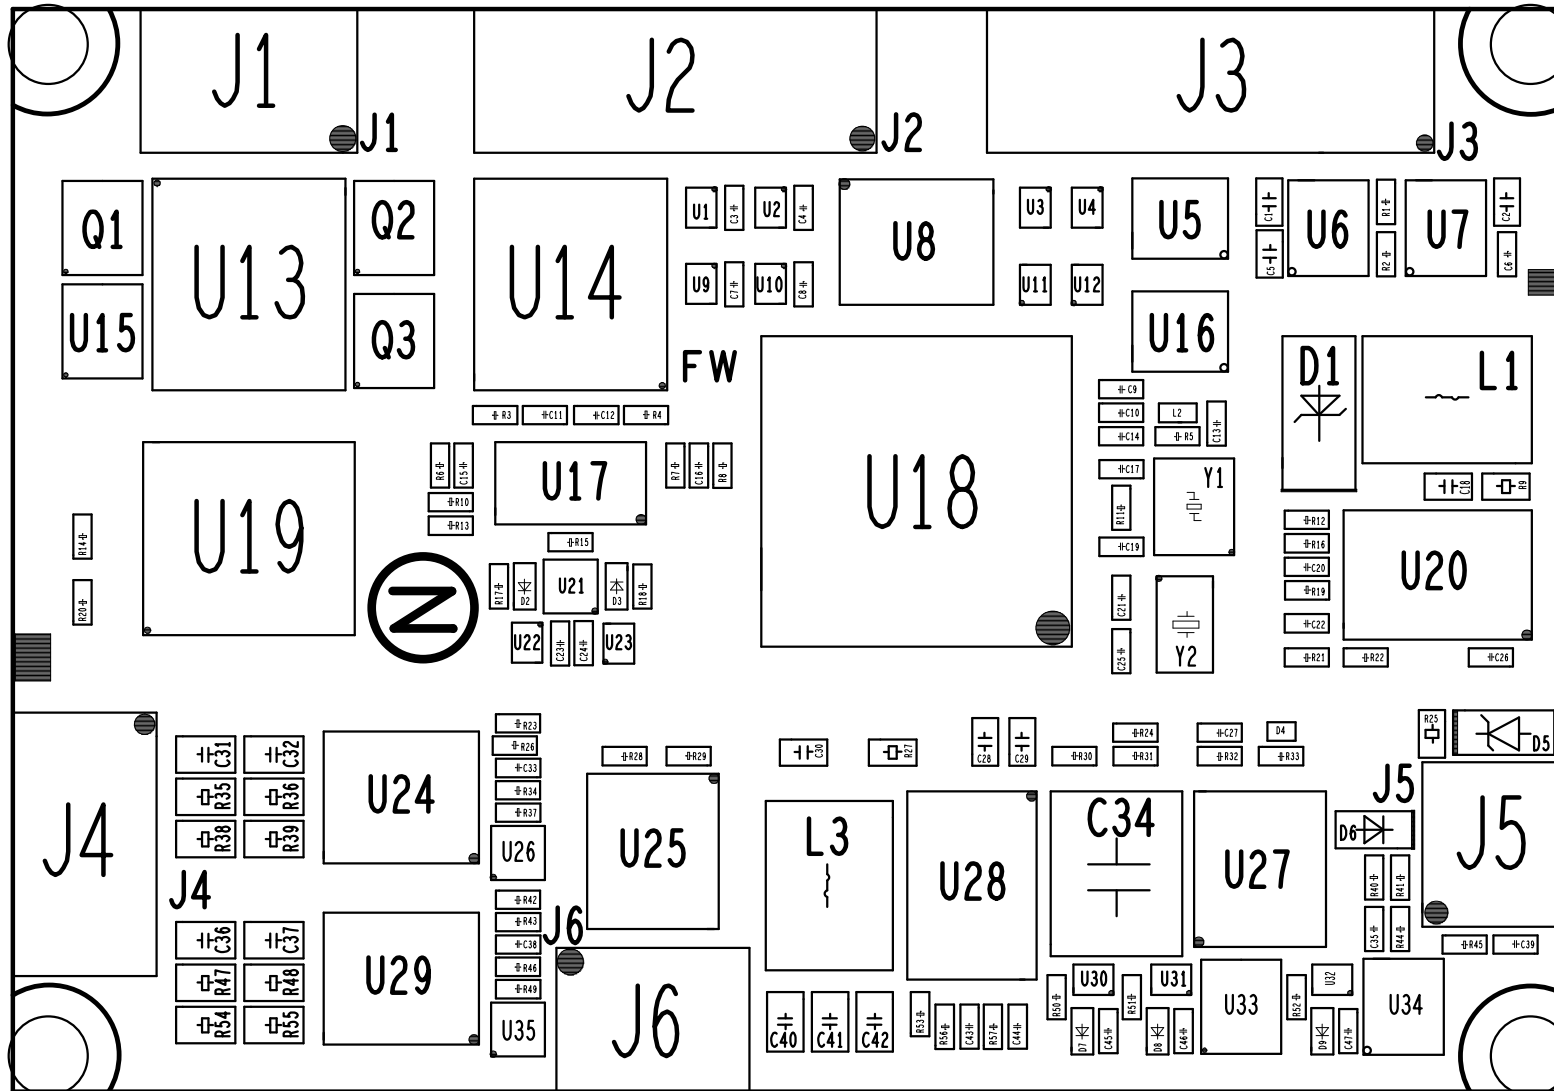 J1 J2 J3
J1 J2 J3
Q1 U13 Q2 U14 U1 C3 U2 C4 U8 U3 U4 U5 C1 U6 R1 U7 C2
U9 C7 U10 C8 U11 U12 C5 R2 C6
U15 Q3 FW U16 D1 L1
R3 C11 C12 R4 C9
C10 L2 C13
C14 R5
U19 R6 C15 U17 R7 C16 R8 U18 C17 Y1 C18 R9
R10 R11
R13 R12
R14 R15 C19 R16 U20
R20 N R17 D2 U21 D3 R18 C21 C20
R19
U22 C23 C24 U23 C25 Y2 C22
R21 R22 C26
R23 R25 D5
C31 C32 U24 R26 R28 R29 C30 R27 C28 C29 R24 C27 D4
C33 R30 R31 R32 R33
R35 R36 R34 J5
R38 R39 R37 L3 C34 D6
J4 U26 U25 U28 U27 J5
J4 R42 R40 R41
C36 C37 R43 J6 C35 R44
C38 R45 C39
R47 R48 U29 R46 U30 U31 U32
R49 R50 R51 R52
R54 R55 U35 J6 C40 C41 C42 R53 R56 C43 R57 C44 D7 C45 D8 C46 U33 D9 C47 U34